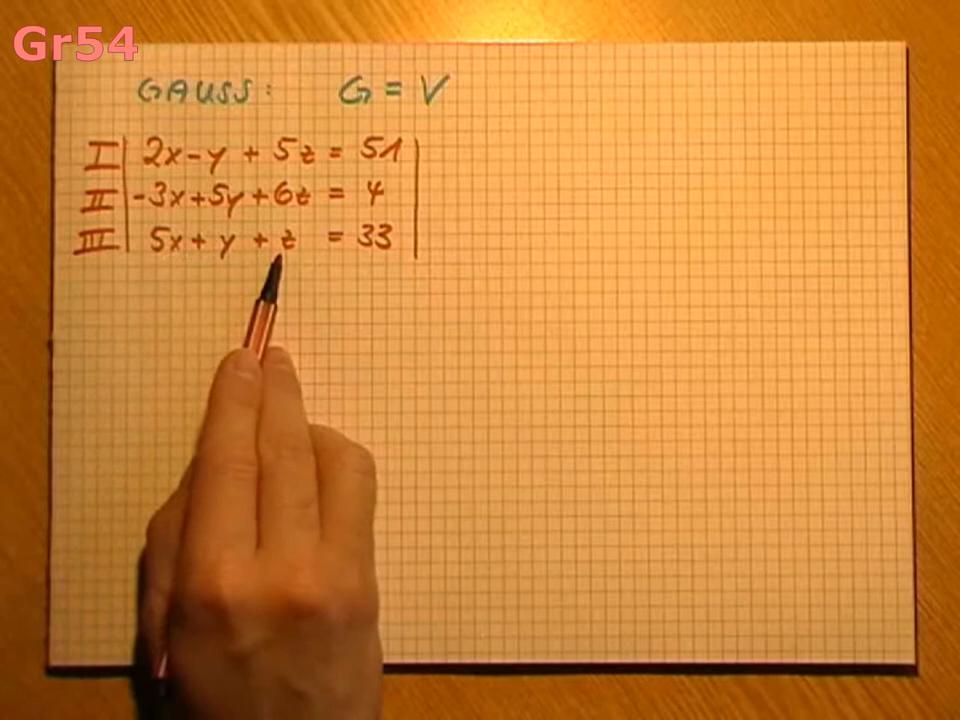 Gr54
GAUSS: G = V
I | 2x - y + 5z = 51 |
II | -3x + 5y + 6z = 4 |
III | 5x + y + z = 33 |